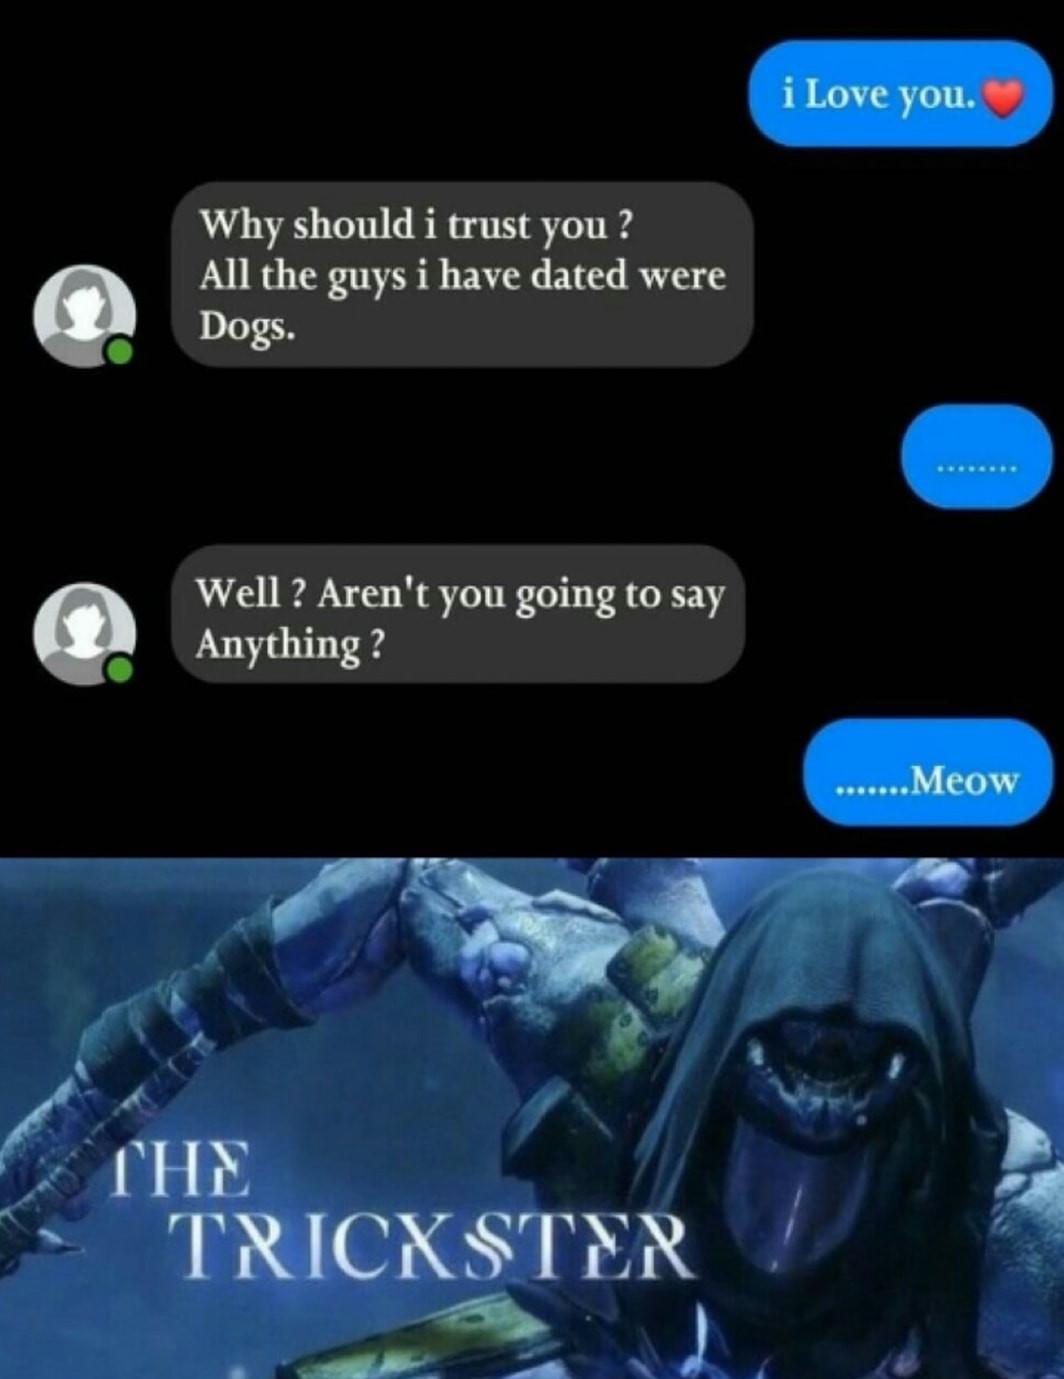 i Love you.❤️
Why should i trust you ?
All the guys i have dated were
Dogs.
........
Well ? Aren't you going to say
Anything ?
.......Meow
THE
TRICKSTER